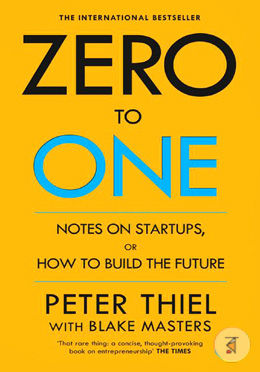 THE INTERNATIONAL BESTSELLER
ZERO
TO
ONE
NOTES ON STARTUPS,
OR
HOW TO BUILD THE FUTURE
PETER THIEL
WITH BLAKE MASTERS
'That rare thing: a concise, thought-provoking
book on entrepreneurship' THE TIMES